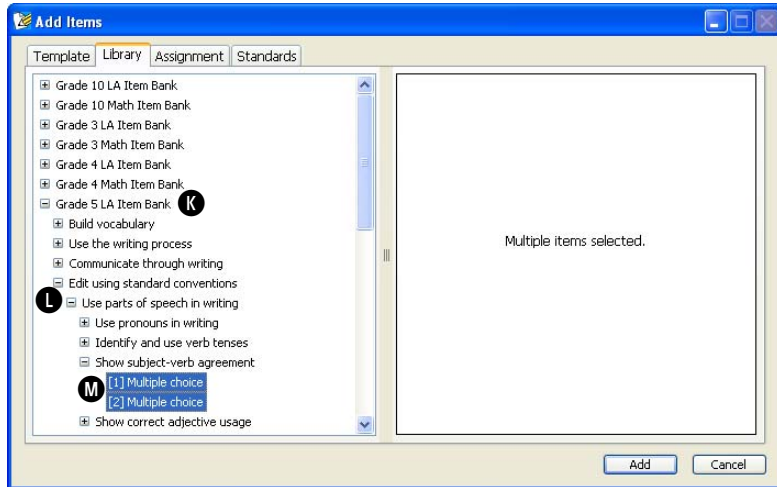 Add Items
Template Library Assignment Standards
Grade 10 LA Item Bank
Grade 10 Math Item Bank
Grade 3 LA Item Bank
Grade 3 Math Item Bank
Grade 4 LA Item Bank
Grade 4 Math Item Bank
Grade 5 LA Item Bank K
Build vocabulary
Use the writing process
Communicate through writing
Edit using standard conventions
L Use parts of speech in writing
Use pronouns in writing
Identify and use verb tenses
Show subject-verb agreement
M [1] Multiple choice
[2] Multiple choice
Show correct adjective usage
Multiple items selected.
Add Cancel